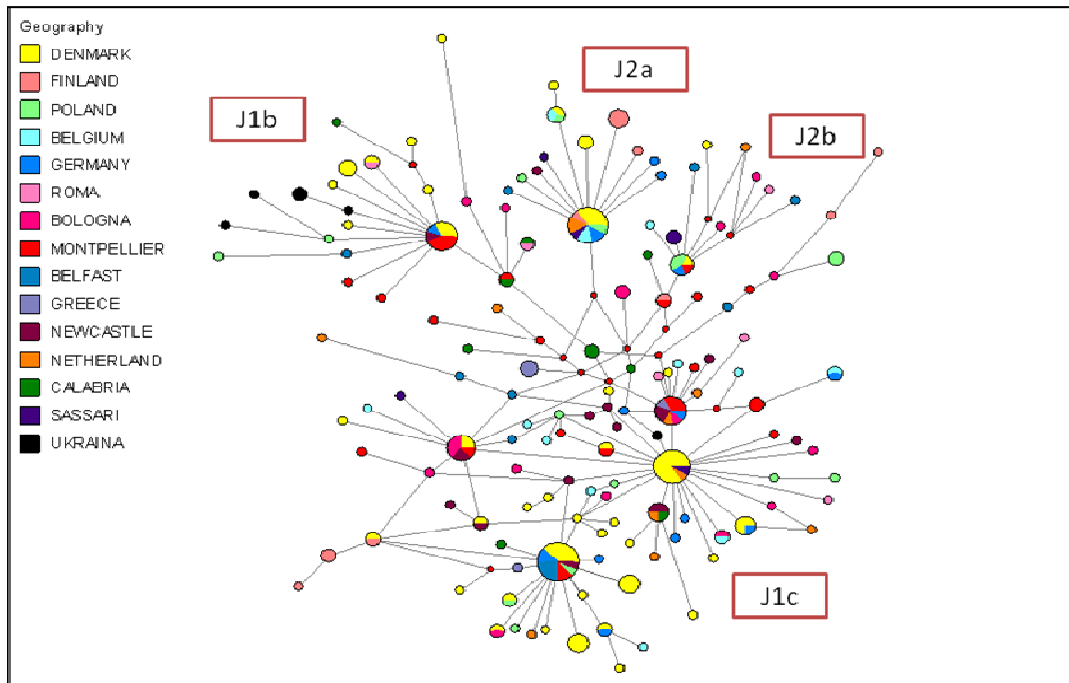 Geography
DENMARK
FINLAND
POLAND
BELGIUM
GERMANY
ROMA
BOLOGNA
MONTPELLIER
BELFAST
GREECE
NEWCASTLE
NETHERLAND
CALABRIA
SASSARI
UKRAINA
J1b
J2a
J2b
J1c